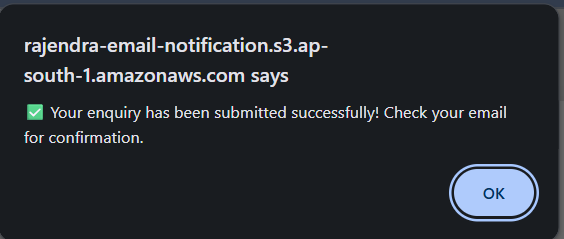 rajendra-email-notification.s3.ap-
south-1.amazonaws.com says
✅ Your enquiry has been submitted successfully! Check your email
for confirmation.
OK